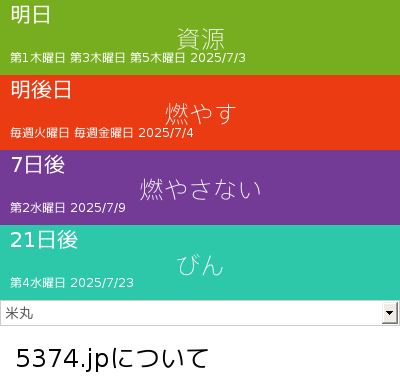 明日
資源
第1木曜日 第3木曜日 第5木曜日 2025/7/3
明後日
燃やす
毎週火曜日 毎週金曜日 2025/7/4
7日後
燃やさない
第2水曜日 2025/7/9
21日後
びん
第4水曜日 2025/7/23
米丸
5374.jpについて